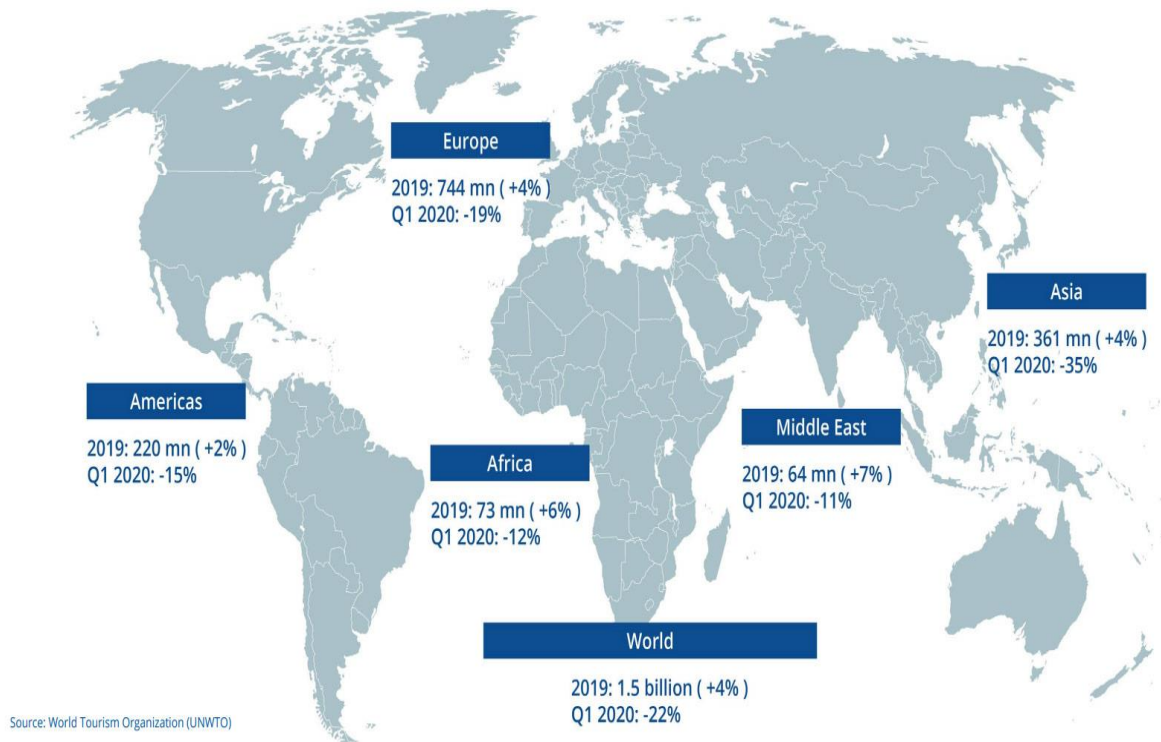 Europe
2019: 744 mn ( +4% )
Q1 2020: -19%
Asia
2019: 361 mn ( +4% )
Q1 2020: -35%
Americas
2019: 220 mn ( +2% )
Q1 2020: -15%
Middle East
2019: 64 mn ( +7% )
Q1 2020: -11%
Africa
2019: 73 mn ( +6% )
Q1 2020: -12%
World
2019: 1.5 billion ( +4% )
Q1 2020: -22%
Source: World Tourism Organization (UNWTO)